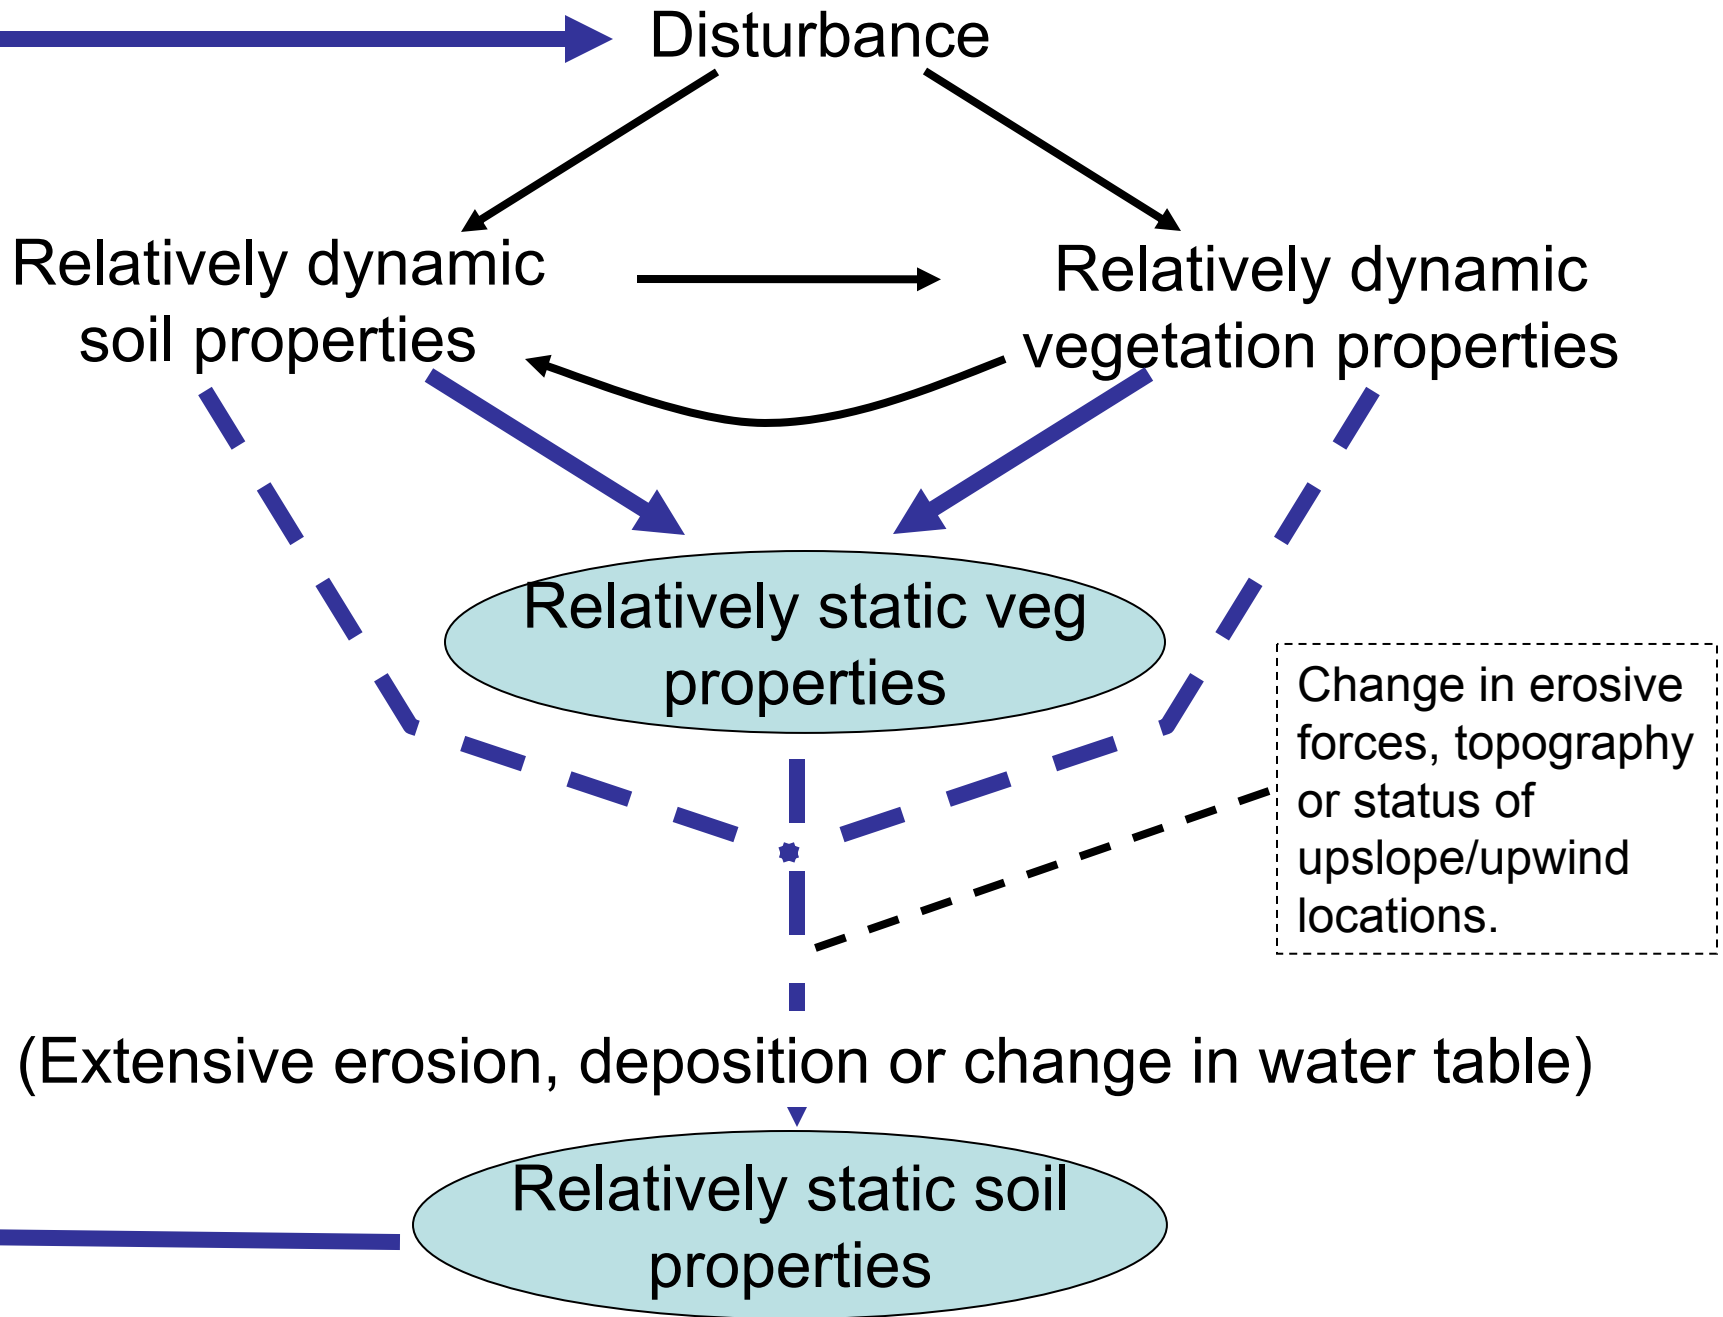 Disturbance
Relatively dynamic
soil properties
Relatively dynamic
vegetation properties
Relatively static veg
properties
Change in erosive
forces, topography
or status of
upslope/upwind
locations.
(Extensive erosion, deposition or change in water table)
Relatively static soil
properties